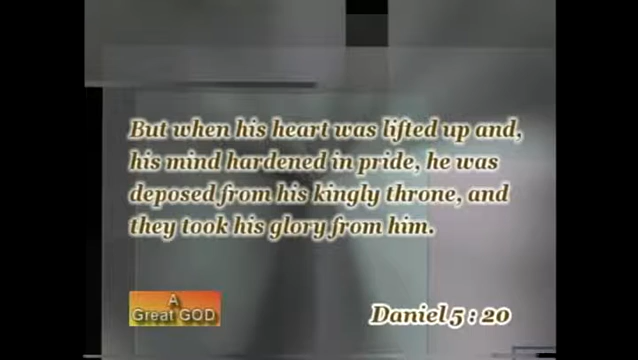 But when his heart was lifted up and,
his mind hardened in pride, he was
deposed from his kingly throne, and
they took his glory from him.
A
Great GOD
Daniel 5 : 20